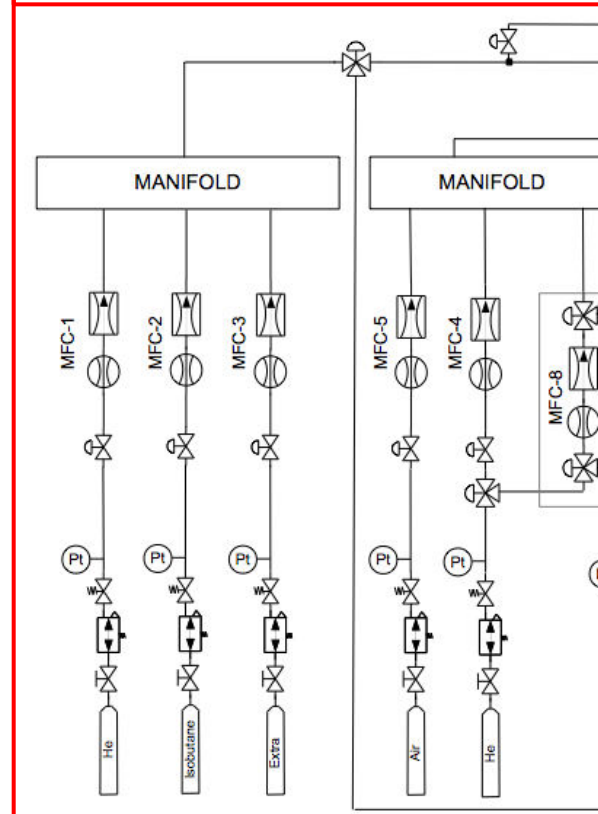 MANIFOLD
MANIFOLD
MFC-1
MFC-2
MFC-3
MFC-5
MFC-4
MFC-8
Pt
Pt
Pt
Pt
Pt
He
Isobutane
Extra
Air
He